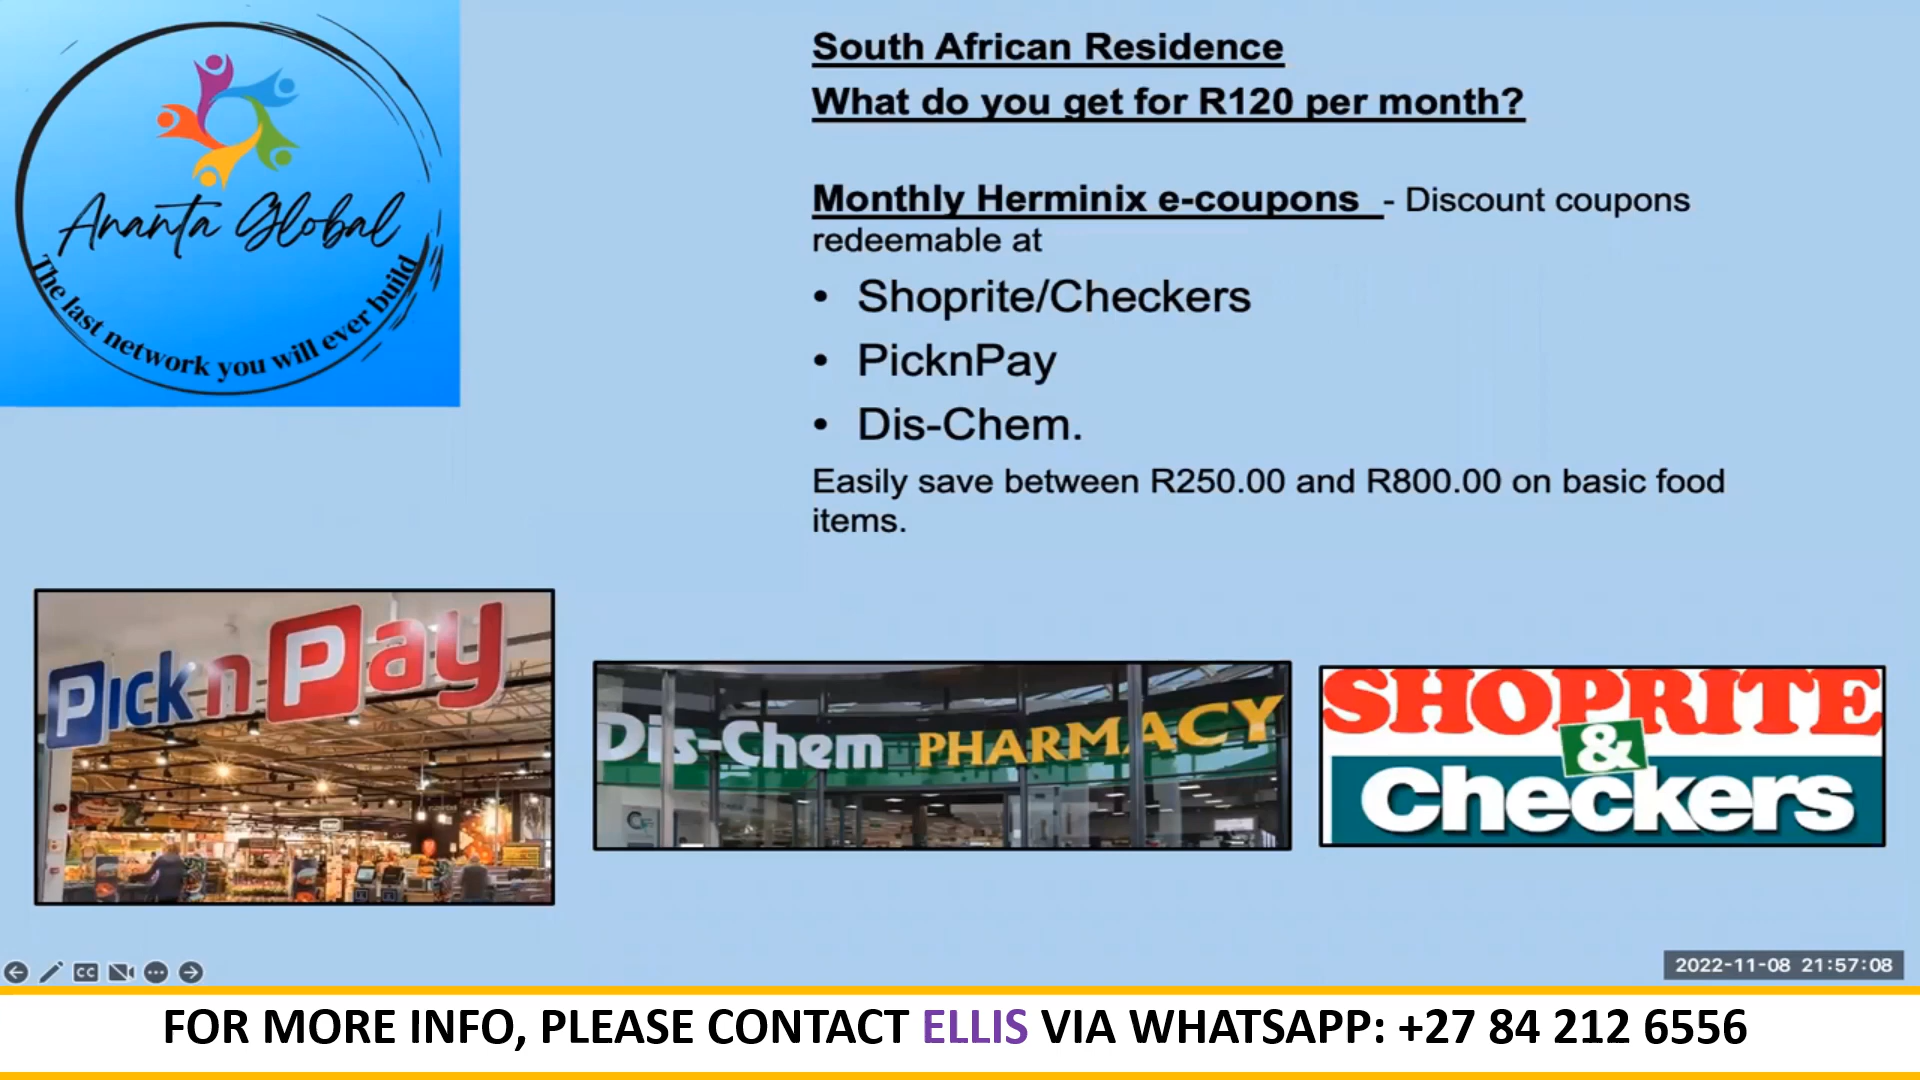 Ananta Global
The last network you will ever build
South African Residence
What do you get for R120 per month?
Monthly Herminix e-coupons - Discount coupons
redeemable at
• Shoprite/Checkers
• PicknPay
• Dis-Chem.
Easily save between R250.00 and R800.00 on basic food
items.
Pick n Pay
Dis-Chem PHARMACY
SHOPRITE
&
Checkers
CC
2022-11-08 21:57:08
FOR MORE INFO, PLEASE CONTACT ELLIS VIA WHATSAPP: +27 84 212 6556